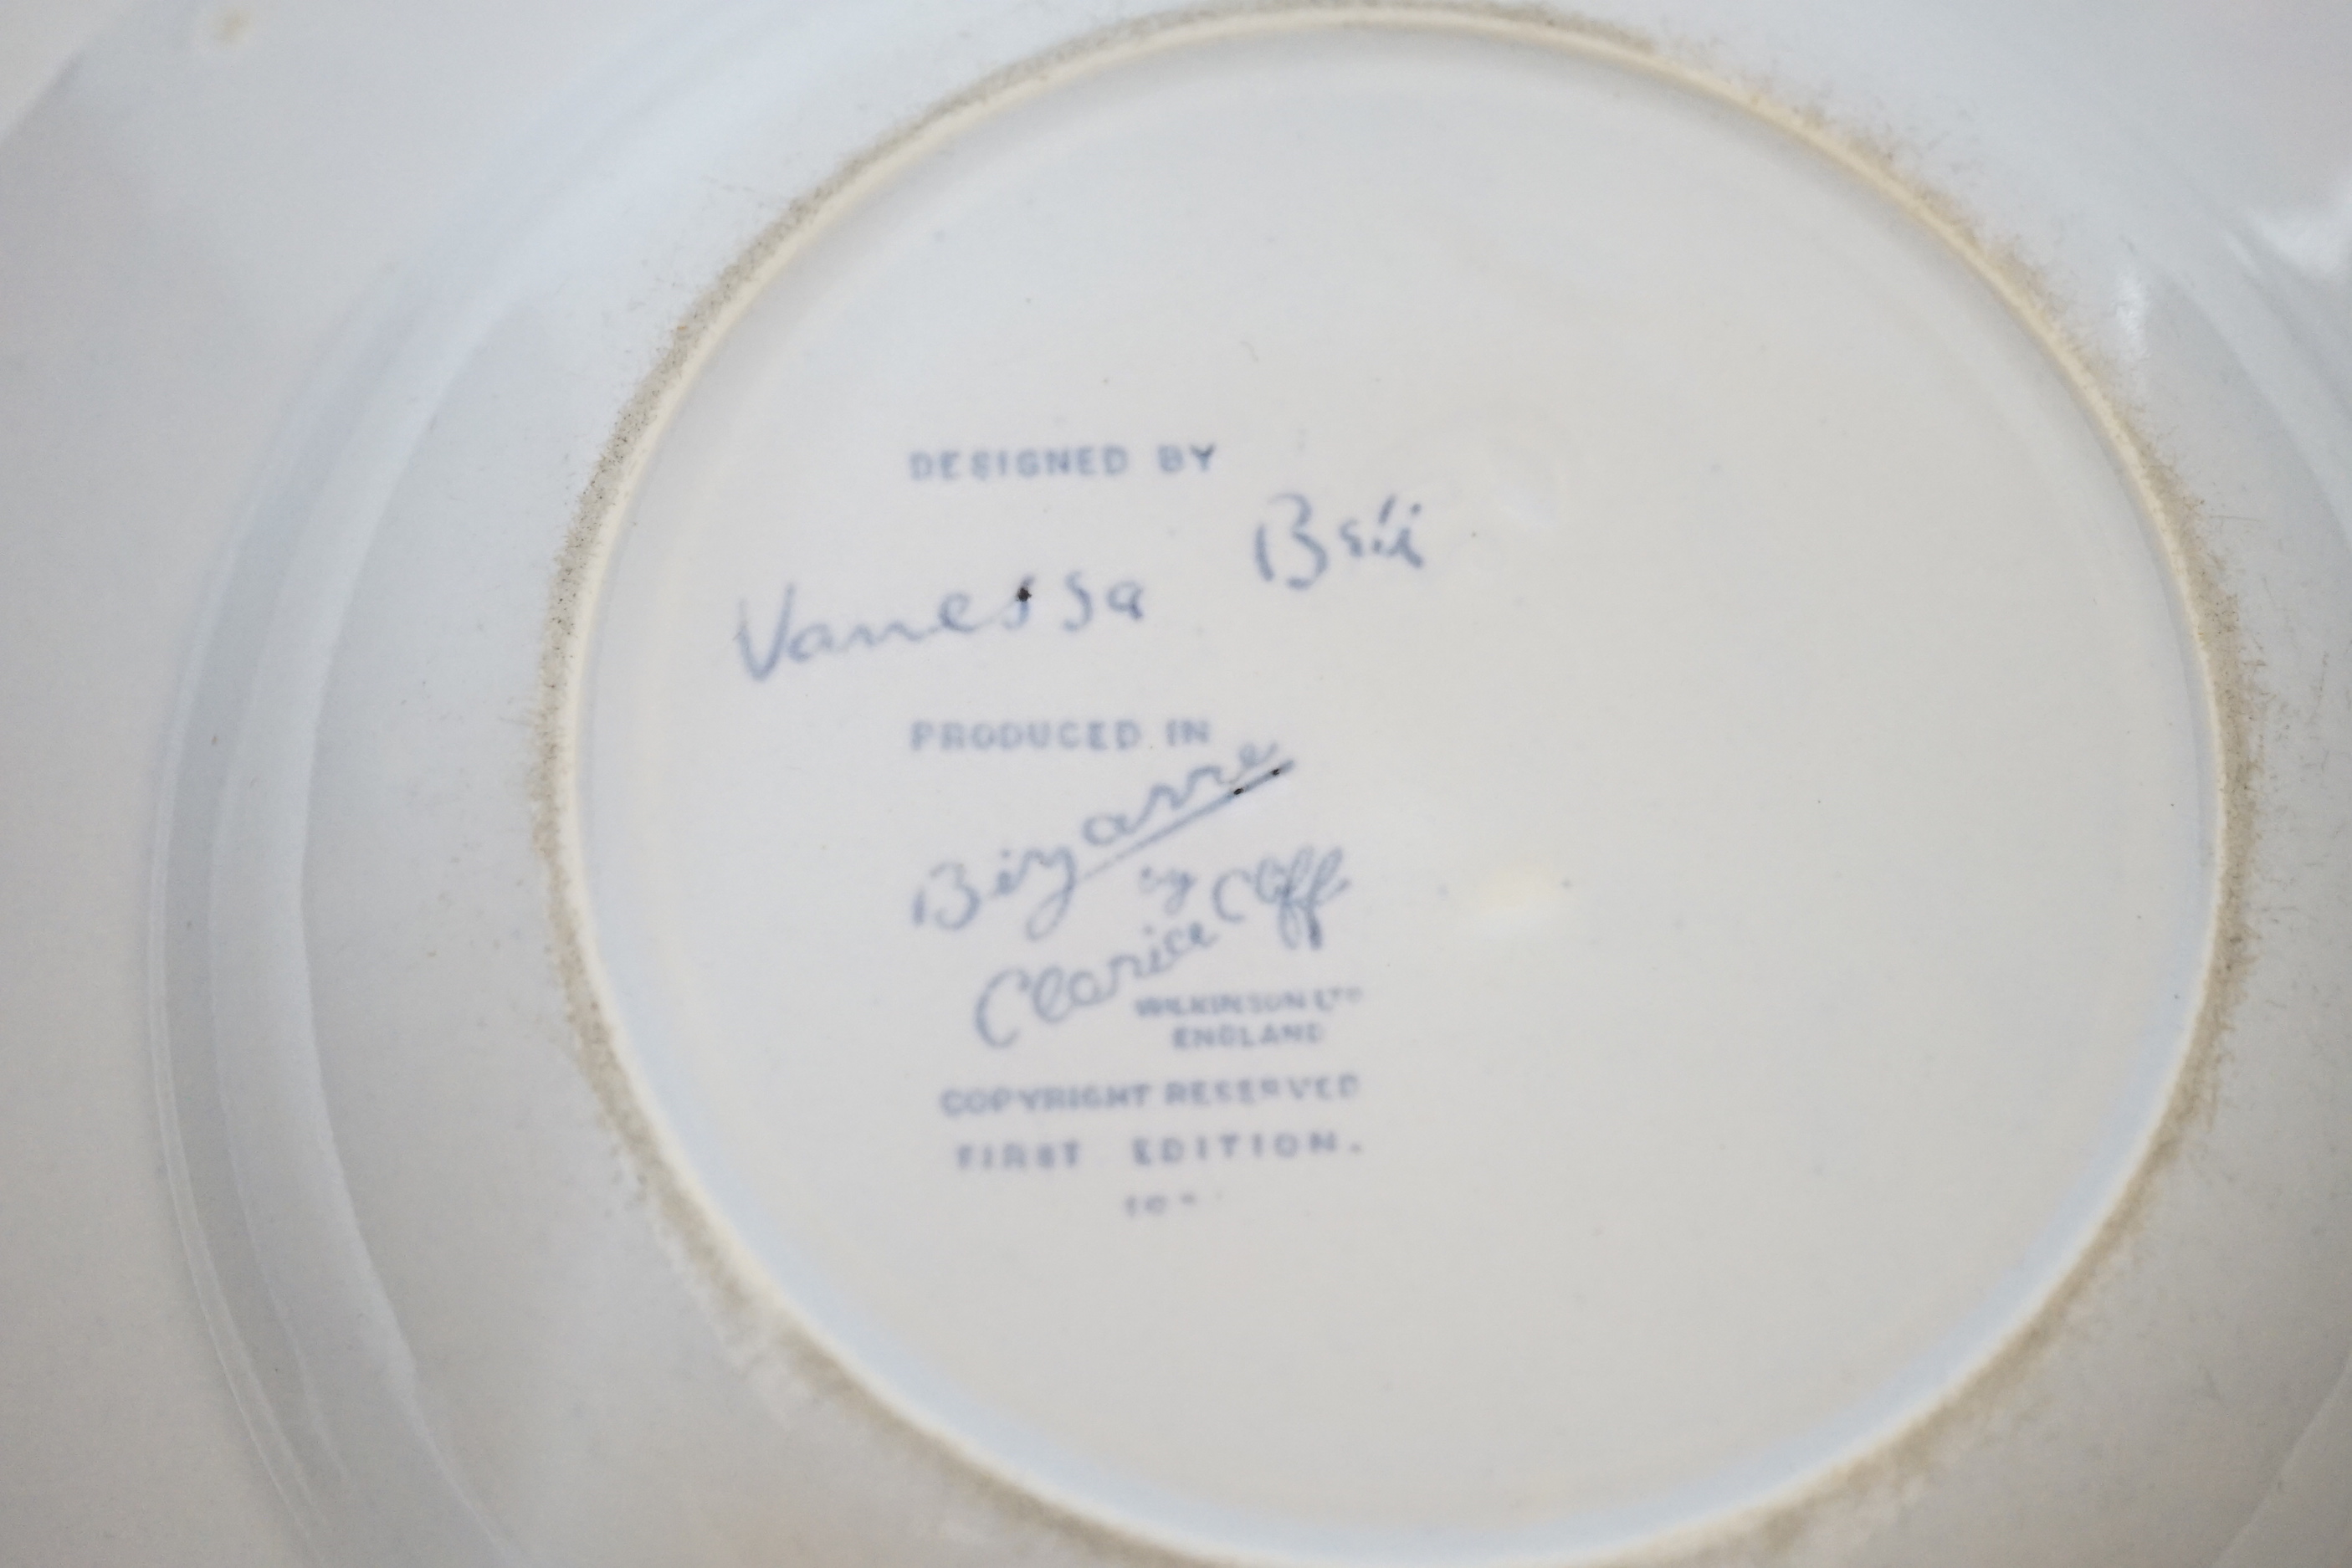 DESIGNED BY
Vanessa Bell
PRODUCED IN
Bizarre
by
Clarice Cliff
WILKINSON LTD
ENGLAND
COPYRIGHT RESERVED
FIRST EDITION.